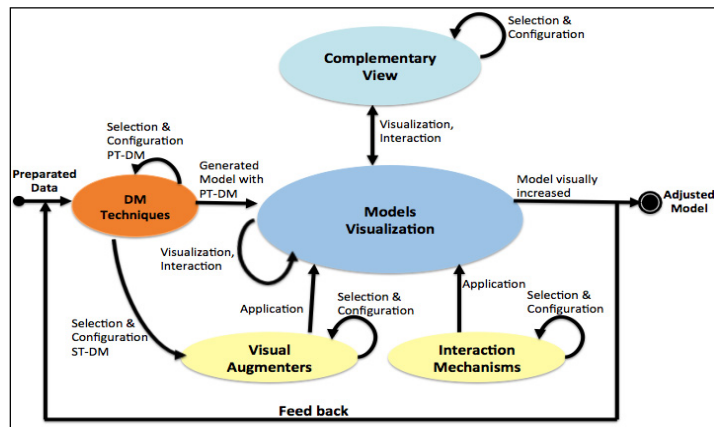 Selection &
Configuration
Complementary
View
Selection &
Configuration
PT-DM
Visualization,
Interaction
Preparated
Data
Generated
Model with
PT-DM
Model visually
increased
DM
Techniques
Models
Visualization
Adjusted
Model
Visualization,
Interaction
Application
Application
Selection &
Configuration
Selection &
Configuration
Selection &
Configuration
ST-DM
Visual
Augmenters
Interaction
Mechanisms
Feed back